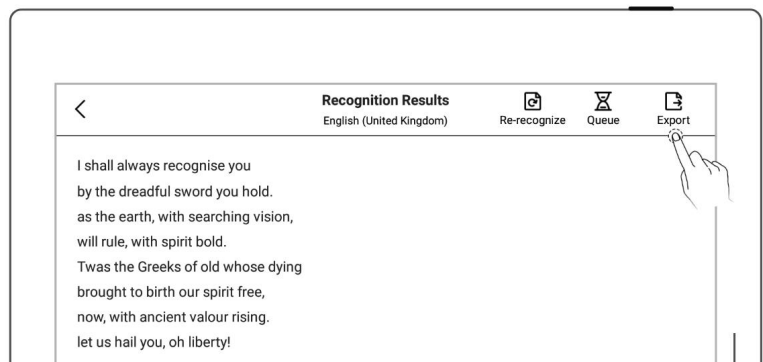 Recognition Results
English (United Kingdom)
Re-recognize
Queue
Export
I shall always recognise you
by the dreadful sword you hold.
as the earth, with searching vision,
will rule, with spirit bold.
Twas the Greeks of old whose dying
brought to birth our spirit free,
now, with ancient valour rising.
let us hail you, oh liberty!